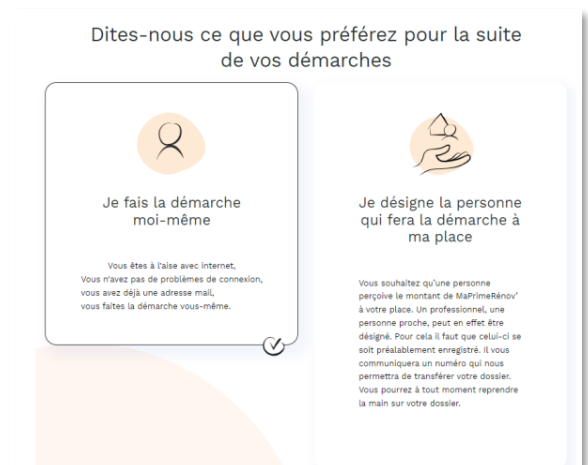 Dites-nous ce que vous préférez pour la suite
de vos démarches
Je fais la démarche
moi-même
Vous êtes à l'aise avec internet,
Vous n'avez pas de problèmes de connexion,
vous avez déjà une adresse mail,
vous faites la démarche vous-même.
Je désigne la personne
qui fera la démarche à
ma place
Vous souhaitez qu'une personne
perçoive le montant de MaPrimeRénov'
à votre place. Un professionnel, une
personne proche, peut en effet être
désigné. Pour cela il faut que celui-ci se
soit préalablement enregistré. Il vous
communiquera un numéro qui nous
permettra de transférer votre dossier.
Vous pourrez à tout moment reprendre
la main sur votre dossier.